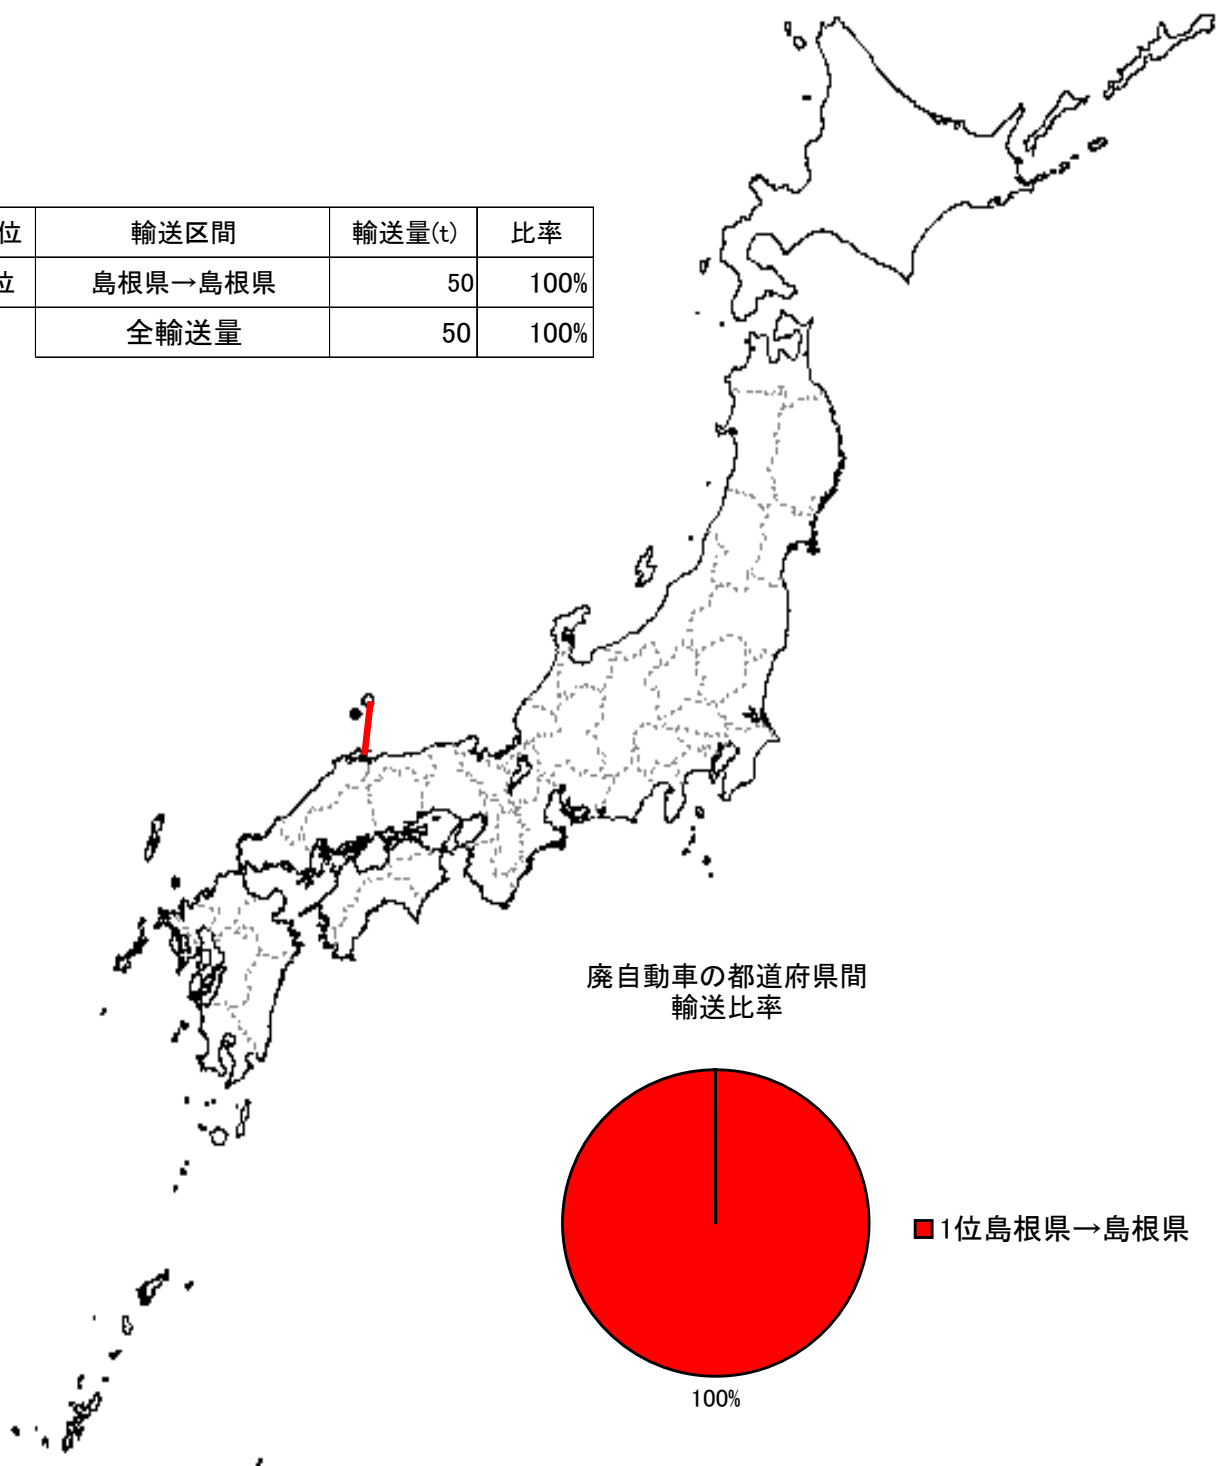 位 輸送区間 輸送量(t) 比率
位 島根県→島根県 50 100%
全輸送量 50 100%
廃自動車の都道府県間
輸送比率
1位島根県→島根県
100%